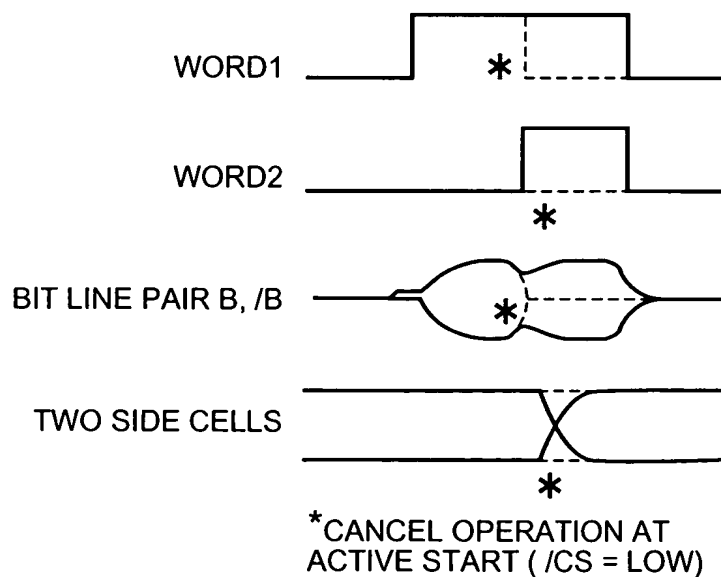 WORD1
*
WORD2
*
BIT LINE PAIR B, /B
*
TWO SIDE CELLS
*
*CANCEL OPERATION AT
ACTIVE START ( /CS = LOW)